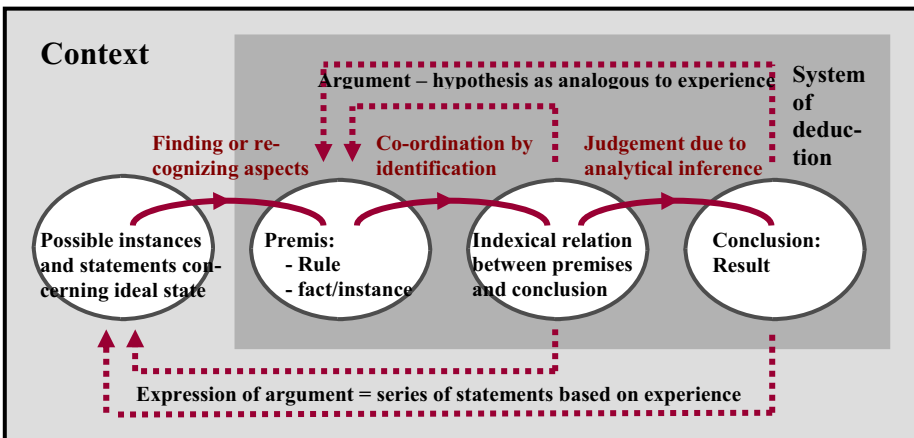 Context
Argument – hypothesis as analogous to experience
System
of
deduc-
tion
Finding or re-
cognizing aspects
Co-ordination by
identification
Judgement due to
analytical inference
Possible instances
and statements con-
cerning ideal state
Premis:
- Rule
- fact/instance
Indexical relation
between premises
and conclusion
Conclusion:
Result
Expression of argument = series of statements based on experience